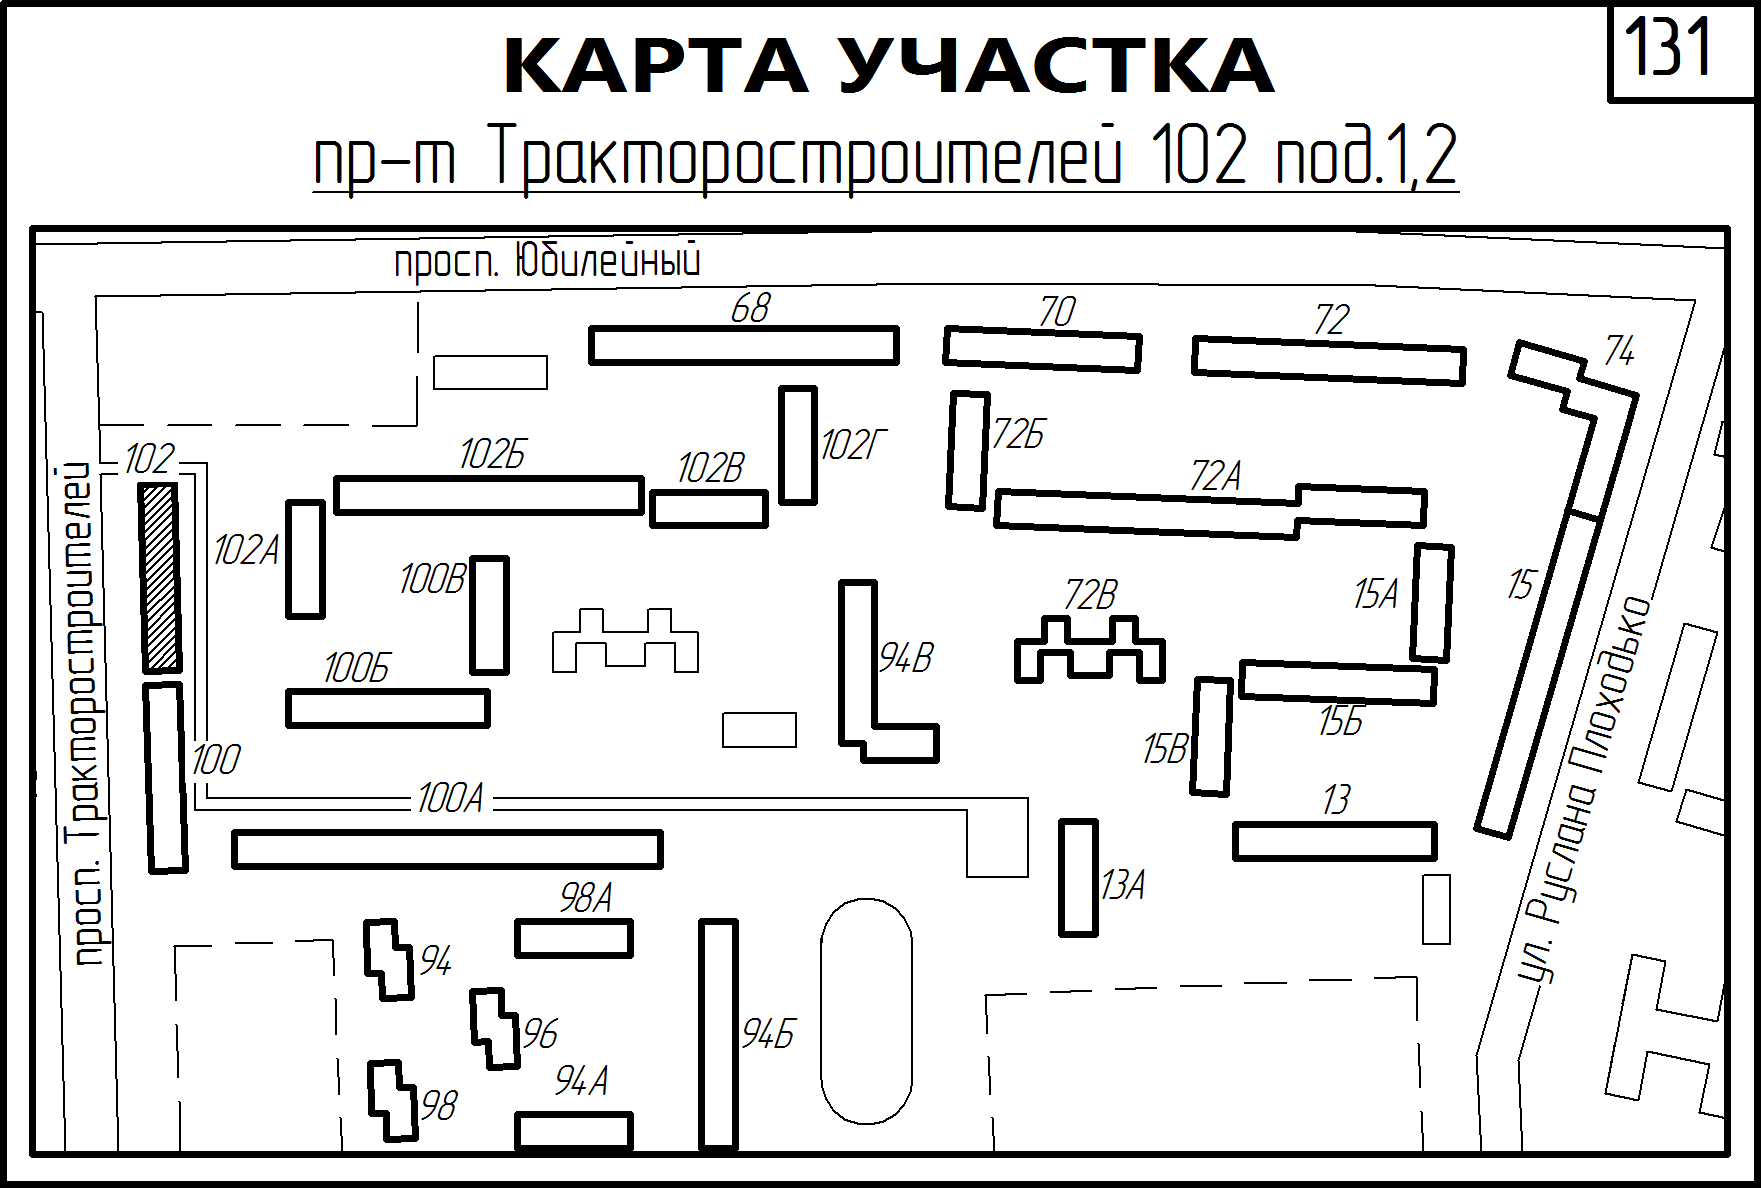 131
КАРТА УЧАСТКА
пр-т Тракторостроителей 102 под.1,2
просп. Юбилейный
68
70
72
74
102
102Б
102В
102Г
72Б
72А
102А
100В
15А
15
72В
94В
100Б
15Б
15В
100
100А
13
13А
98А
94
96
94Б
94А
98
просп. Тракторостроителей
ул. Руслана Плоходько